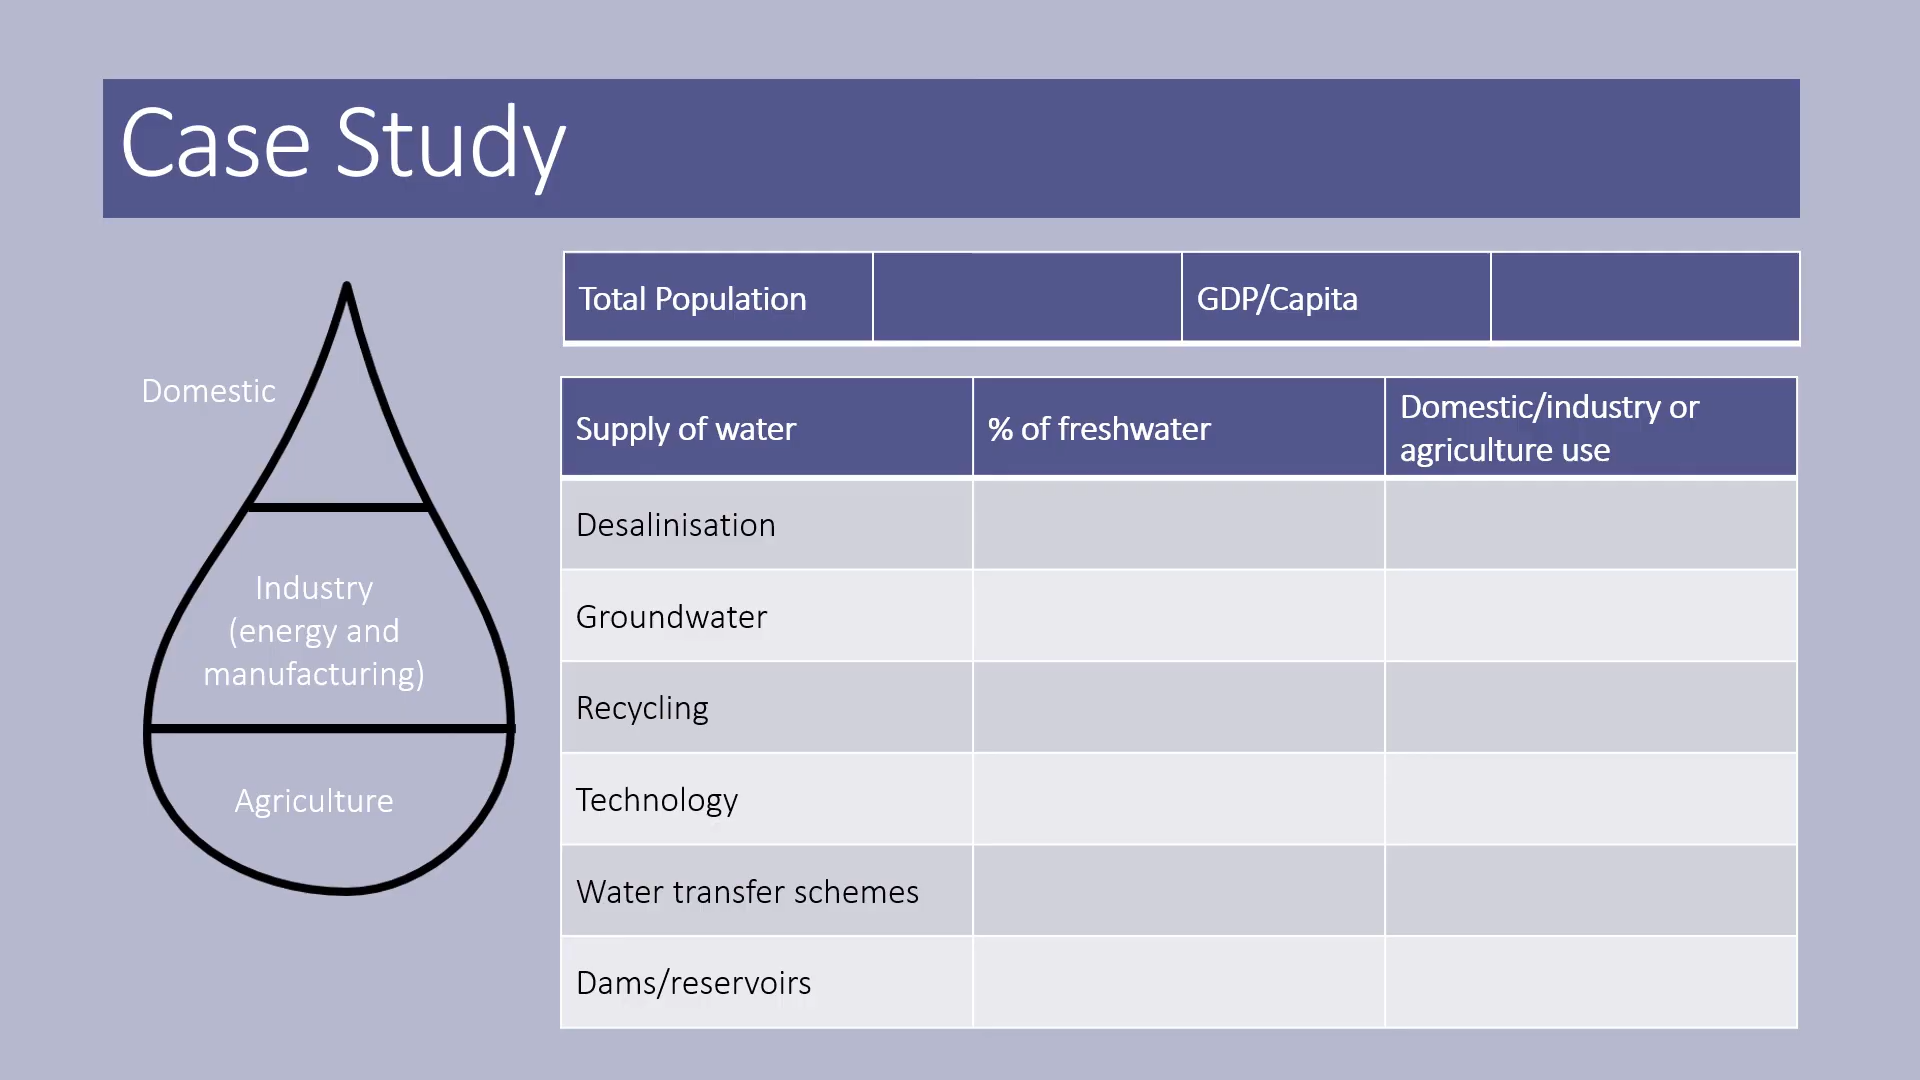 Case Study
Domestic
Industry
(energy and
manufacturing)
Agriculture
Total Population
GDP/Capita
Supply of water
% of freshwater
Domestic/industry or
agriculture use
Desalinisation
Groundwater
Recycling
Technology
Water transfer schemes
Dams/reservoirs